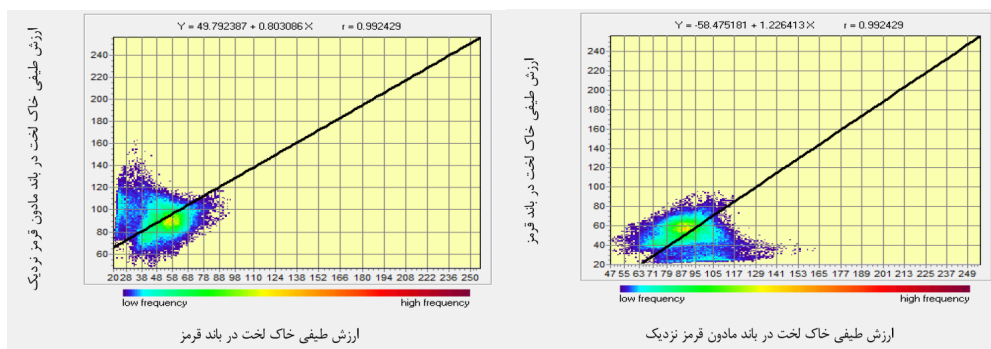 Y = 49.792387 + 0.803086 X r = 0.992429
ارزش طیفی خاک لخت در باند مادون قرمز نزدیک
240
220
200
180
160
140
120
100
80
60
2028 38 48 58 68 78 88 98 110 124 138 152 166 180 194 208 222 236 250
low frequency high frequency
ارزش طیفی خاک لخت در باند قرمز
Y = -58.475181 + 1.226413 X r = 0.992429
ارزش طیفی خاک لخت در باند قرمز
240
220
200
180
160
140
120
100
80
60
40
20
47 55 63 71 79 87 97 105 117 129 141 153 165 177 189 201 213 225 237 249
low frequency high frequency
ارزش طیفی خاک لخت در باند مادون قرمز نزدیک